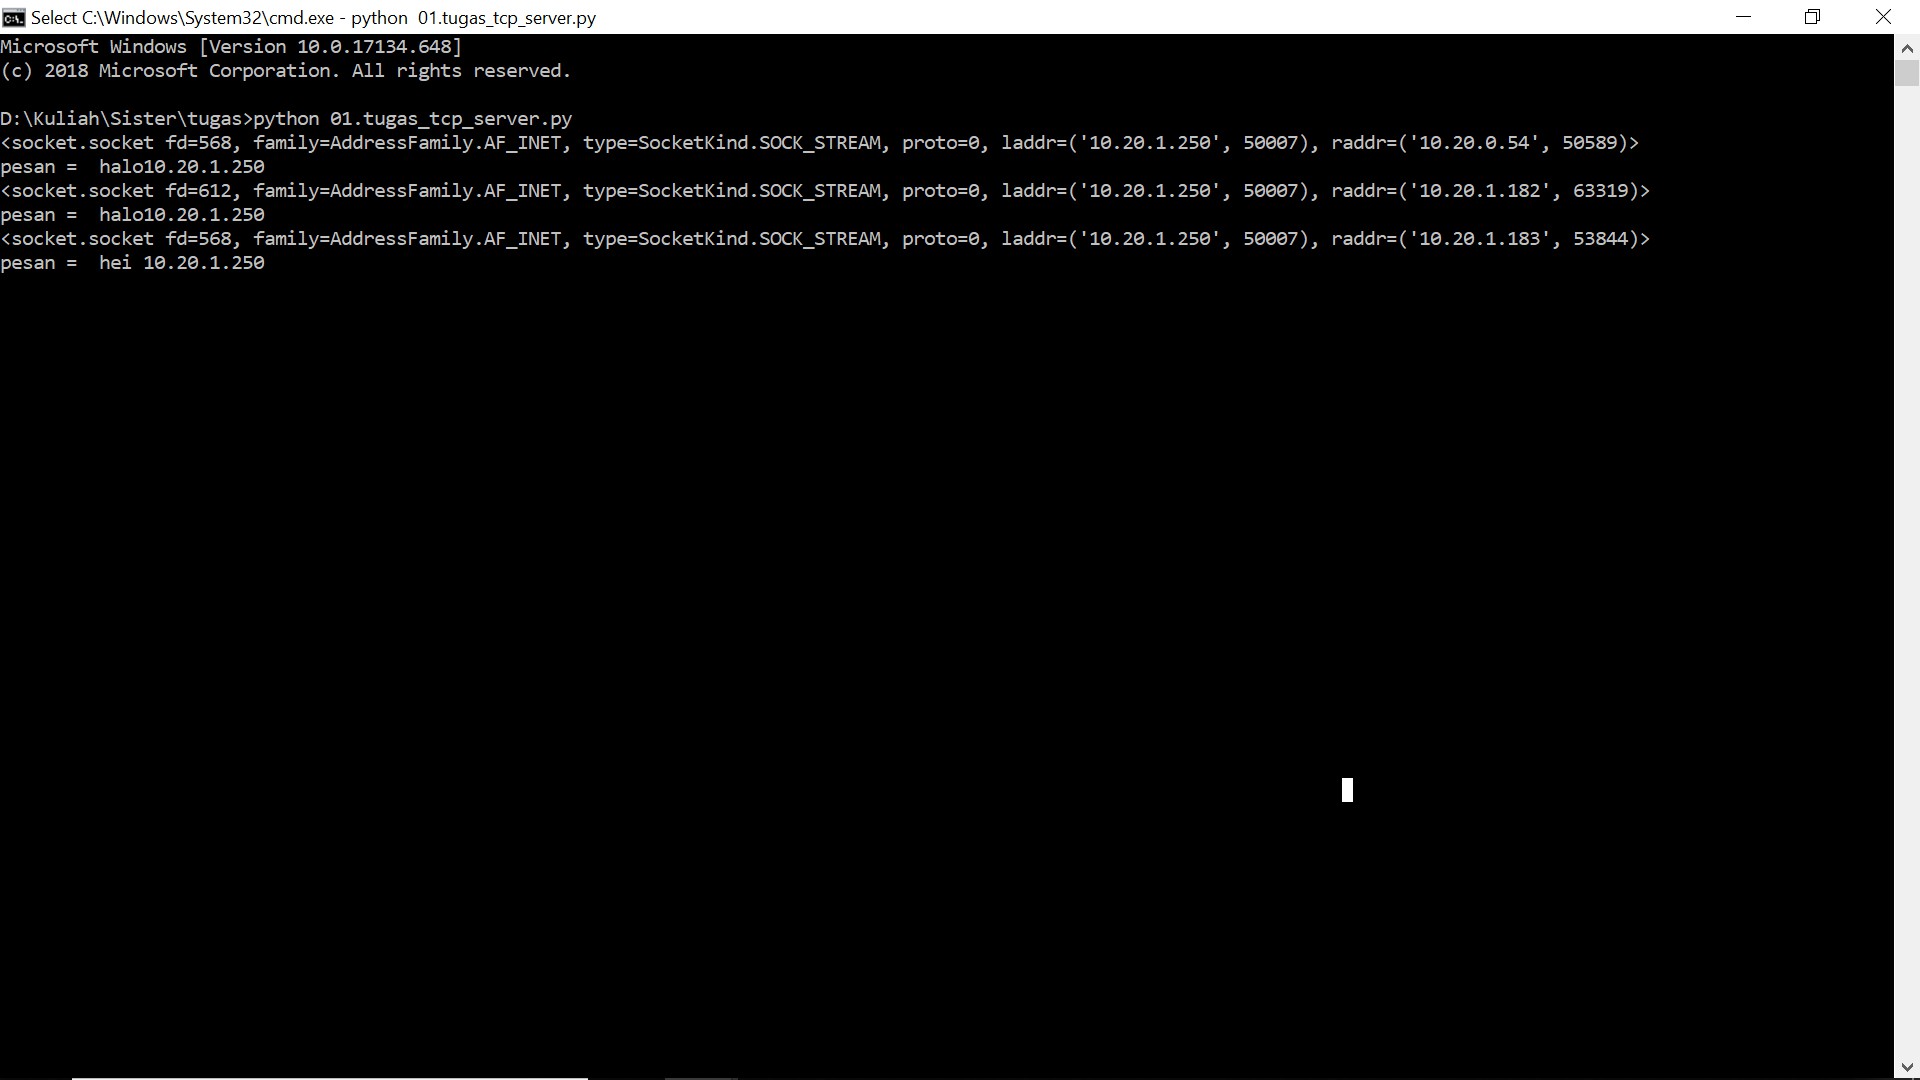 Select C:\Windows\System32\cmd.exe - python  01.tugas_tcp_server.py
Microsoft Windows [Version 10.0.17134.648]
(c) 2018 Microsoft Corporation. All rights reserved.
D:\Kuliah\Sister\tugas>python 01.tugas_tcp_server.py
<socket.socket fd=568, family=AddressFamily.AF_INET, type=SocketKind.SOCK_STREAM, proto=0, laddr=('10.20.1.250', 50007), raddr=('10.20.0.54', 50589)>
pesan =  halo10.20.1.250
<socket.socket fd=612, family=AddressFamily.AF_INET, type=SocketKind.SOCK_STREAM, proto=0, laddr=('10.20.1.250', 50007), raddr=('10.20.1.182', 63319)>
pesan =  halo10.20.1.250
<socket.socket fd=568, family=AddressFamily.AF_INET, type=SocketKind.SOCK_STREAM, proto=0, laddr=('10.20.1.250', 50007), raddr=('10.20.1.183', 53844)>
pesan =  hei 10.20.1.250